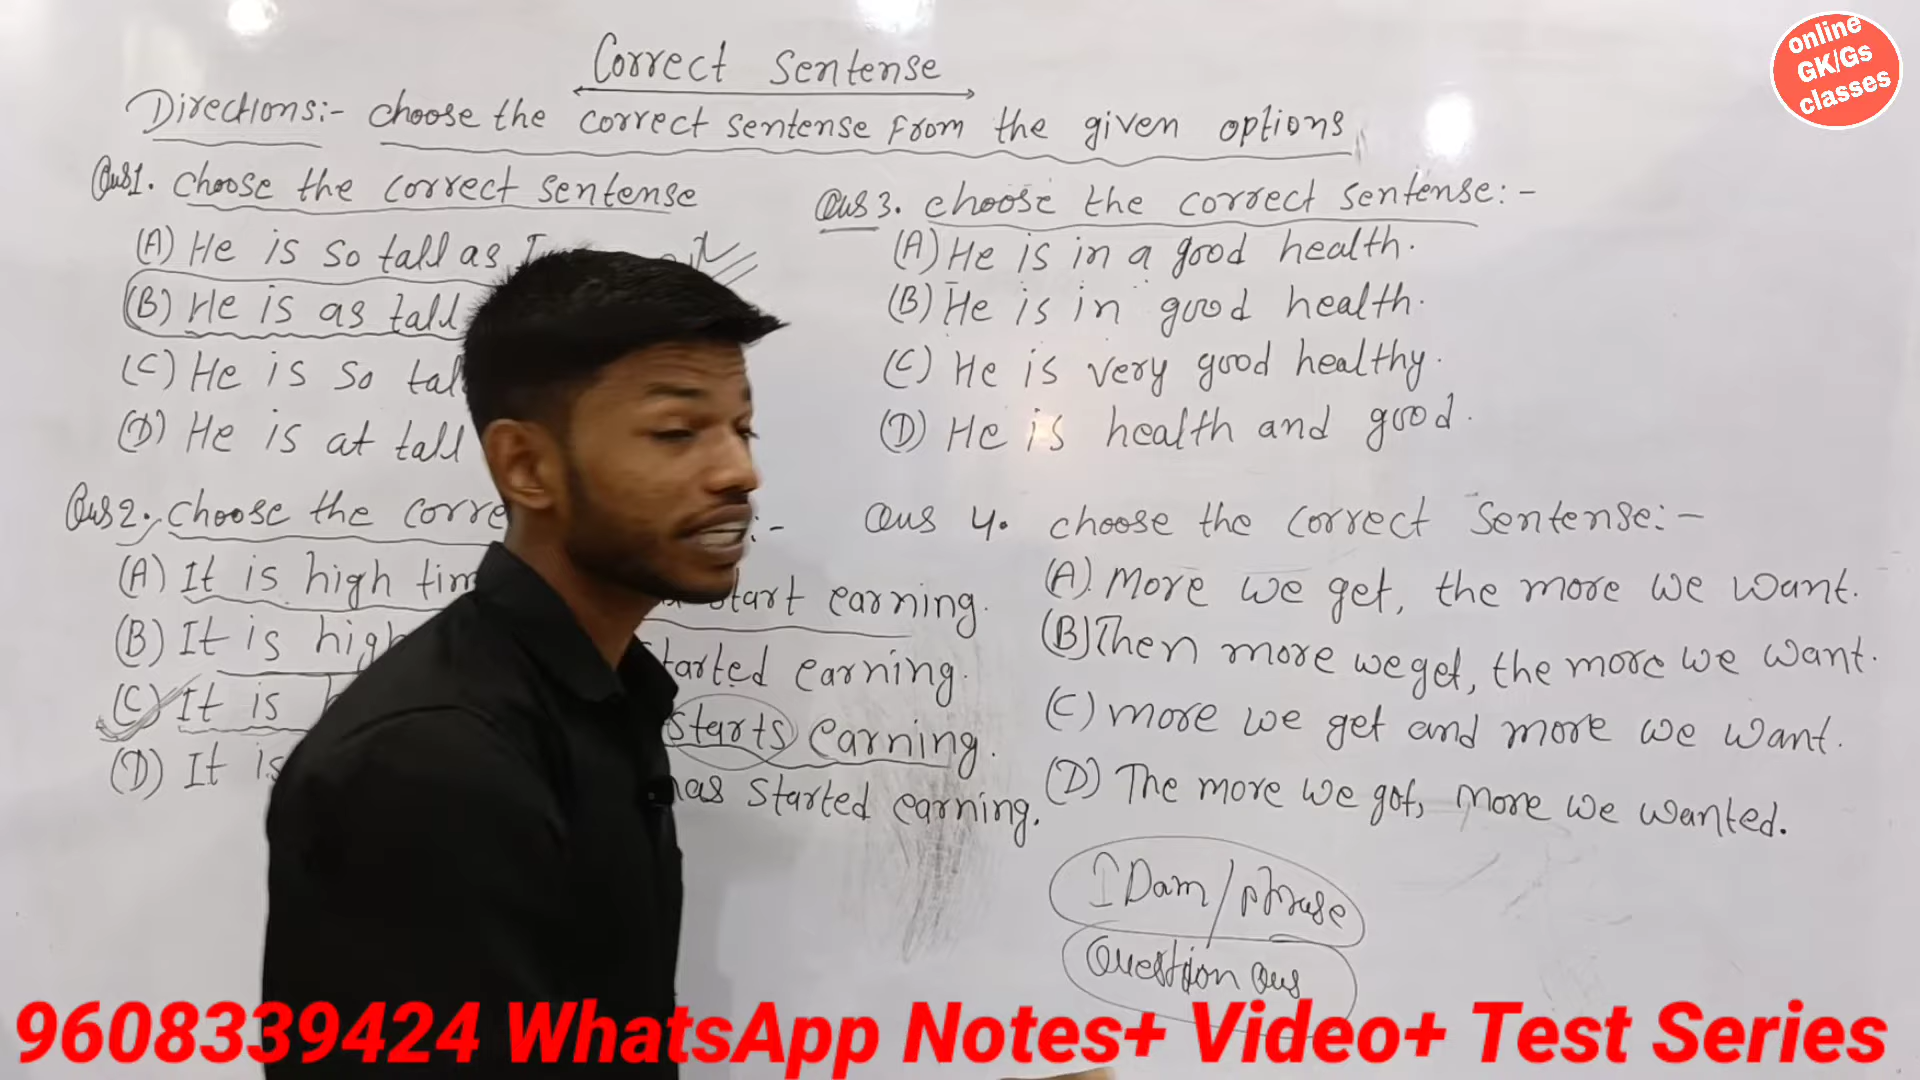 Correct Sentense
Directions:- choose the correct sentense from the given options
Qus1. choose the correct sentense
(A) He is so tall as I
(B) He is as tall
(C) He is so tal
(D) He is at tall
Qus2. choose the corre :-
(A) It is high tim start earning.
(B) It is high started earning.
(C) It is starts earning.
(D) It is has started earning.
Qus 3. choose the correct sentense:-
(A) He is in a good health.
(B) He is in good health.
(C) He is very good healthy.
(D) He is health and good.
Qus 4. choose the correct Sentense:-
(A). More we get, the more we want.
(B) Then more we get, the more we want.
(C) more we get and more we want.
(D) The more we got, more we wanted.
IDam/phrase
Question Qus
online
GK/Gs
classes
9608339424 WhatsApp Notes+ Video+ Test Series